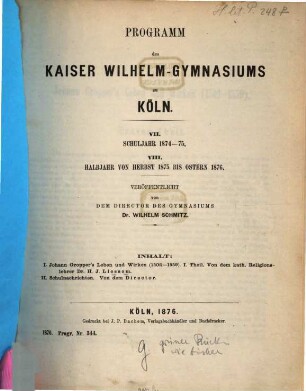 PROGRAMM
des
KAISER WILHELM-GYMNASIUMS
zu
KÖLN.
VII.
SCHULJAHR 1874—75.
VIII.
HALBJAHR VON HERBST 1875 BIS OSTERN 1876.
VERÖFFENTLICHT
von
DEM DIRECTOR DES GYMNASIUMS
Dr. WILHELM SCHMITZ.
INHALT:
I. Johann Gropper's Leben und Wirken (1503—1559). I. Theil. Von dem kath. Religions-
lehrer Dr. H. J. Liessem.
II. Schulnachrichten. Von dem Director.
KÖLN, 1876.
Gedruckt bei J. P. Bachem, Verlagsbuchhändler und Buchdrucker.
1876. Progr. Nr. 344.